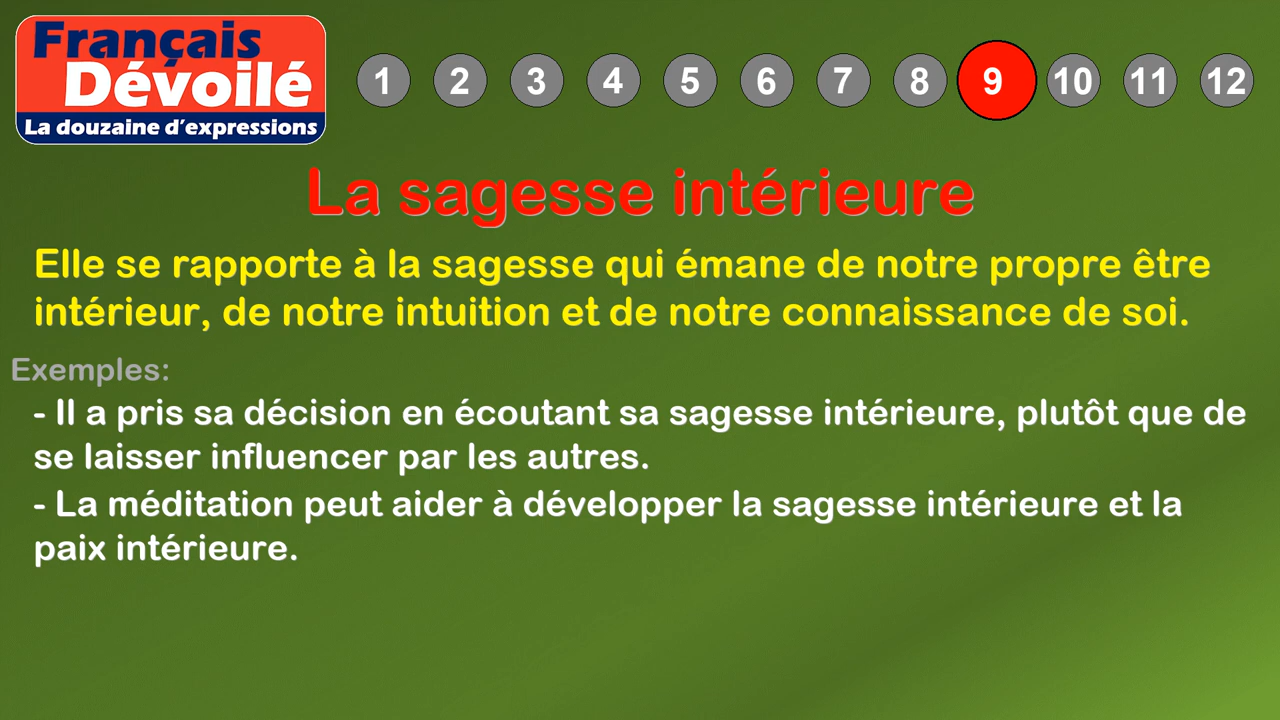 Français
Dévoilé
La douzaine d'expressions
1 2 3 4 5 6 7 8 9 10 11 12
La sagesse intérieure
Elle se rapporte à la sagesse qui émane de notre propre être
intérieur, de notre intuition et de notre connaissance de soi.
Exemples:
- Il a pris sa décision en écoutant sa sagesse intérieure, plutôt que de
se laisser influencer par les autres.
- La méditation peut aider à développer la sagesse intérieure et la
paix intérieure.